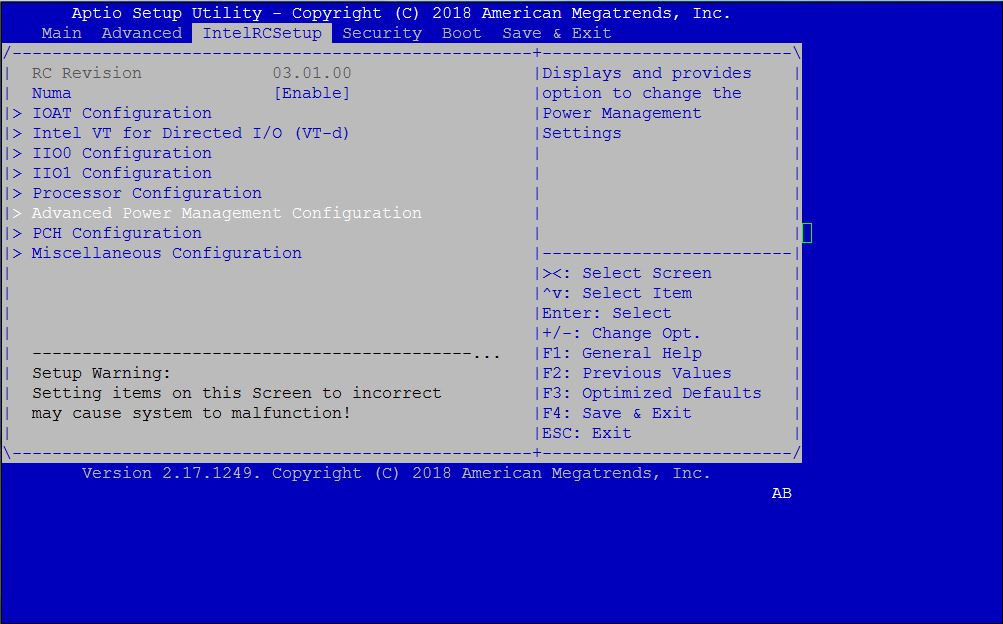 Aptio Setup Utility - Copyright (C) 2018 American Megatrends, Inc.
Main Advanced IntelRCSetup Security Boot Save & Exit
/----------------------------------------------------+-------------------------\
| RC Revision 03.01.00 |Displays and provides |
| Numa [Enable] |option to change the |
|> IOAT Configuration |Power Management |
|> Intel VT for Directed I/O (VT-d) |Settings |
|> IIO0 Configuration | |
|> IIO1 Configuration | |
|> Processor Configuration | |
|> Advanced Power Management Configuration | |
|> PCH Configuration | |
|> Miscellaneous Configuration |-------------------------|
| |><: Select Screen |
| |^v: Select Item |
| |Enter: Select |
| |+/-: Change Opt. |
| --------------------------------------------... |F1: General Help |
| Setup Warning: |F2: Previous Values |
| Setting items on this Screen to incorrect |F3: Optimized Defaults |
| may cause system to malfunction! |F4: Save & Exit |
| |ESC: Exit |
\----------------------------------------------------+-------------------------/
Version 2.17.1249. Copyright (C) 2018 American Megatrends, Inc.
AB